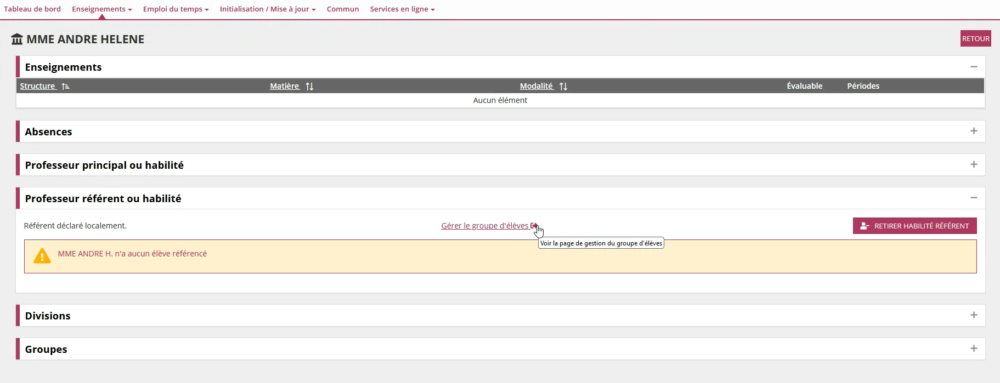 Tableau de bord Enseignements Emploi du temps Initialisation / Mise à jour Commun Services en ligne
MME ANDRE HELENE
RETOUR
Enseignements
Structure Matière Modalité Évaluable Périodes
Aucun élément
Absences
Professeur principal ou habilité
Professeur référent ou habilité
Référent déclaré localement. Gérer le groupe d'élèves RETIRER HABILITÉ RÉFÉRENT
Voir la page de gestion du groupe d'élèves
MME ANDRE H. n'a aucun élève référencé
Divisions
Groupes